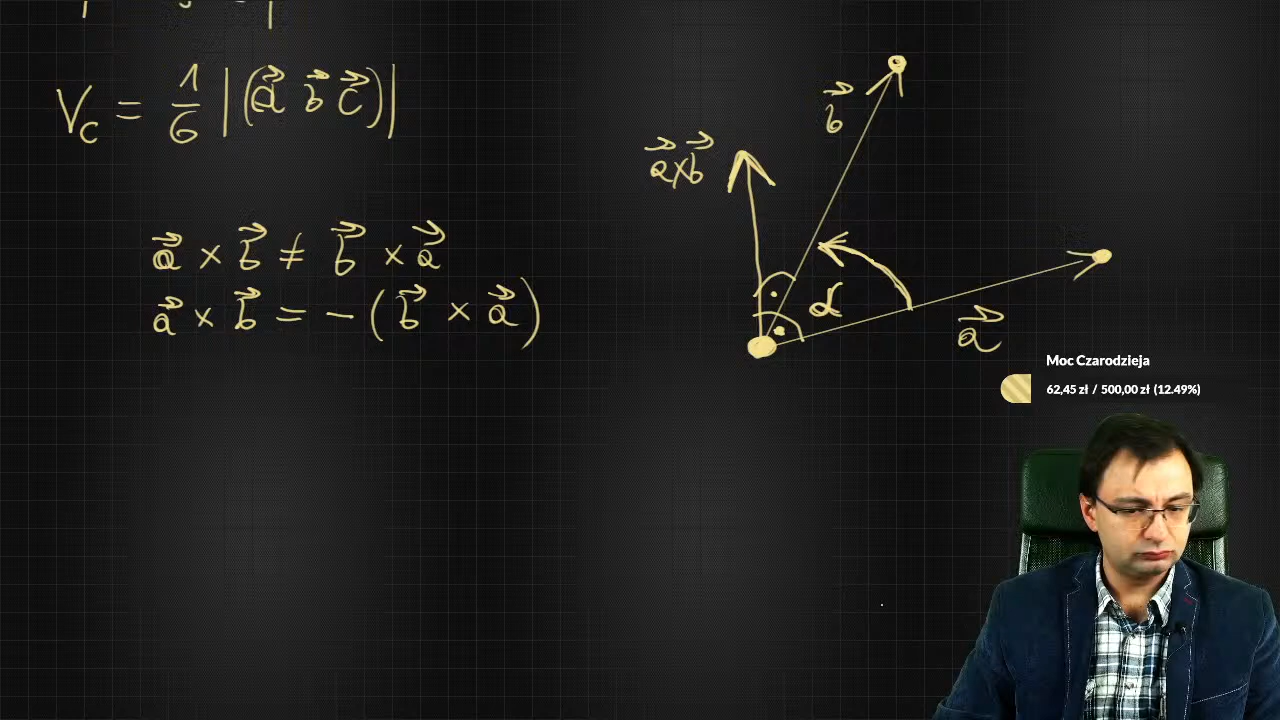 V_C = 1/6 |(a⃗ b⃗ c⃗)|
a⃗ × b⃗ ≠ b⃗ × a⃗
a⃗ × b⃗ = - (b⃗ × a⃗)
b⃗
a⃗×b⃗
α
a⃗
Moc Czarodzieja
62,45 zł / 500,00 zł (12.49%)